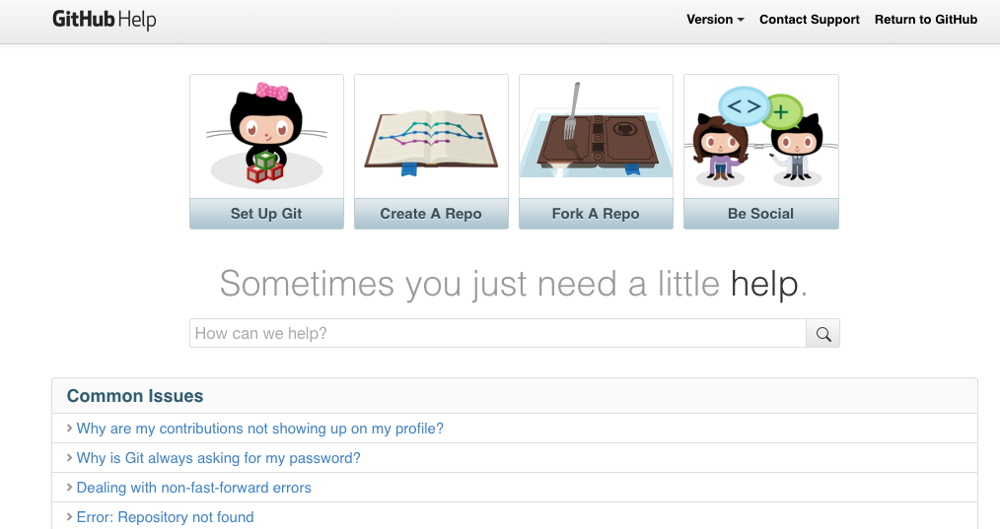 GitHub Help
Version Contact Support Return to GitHub
<> +
Set Up Git Create A Repo Fork A Repo Be Social
Sometimes you just need a little help.
How can we help?
Common Issues
Why are my contributions not showing up on my profile?
Why is Git always asking for my password?
Dealing with non-fast-forward errors
Error: Repository not found